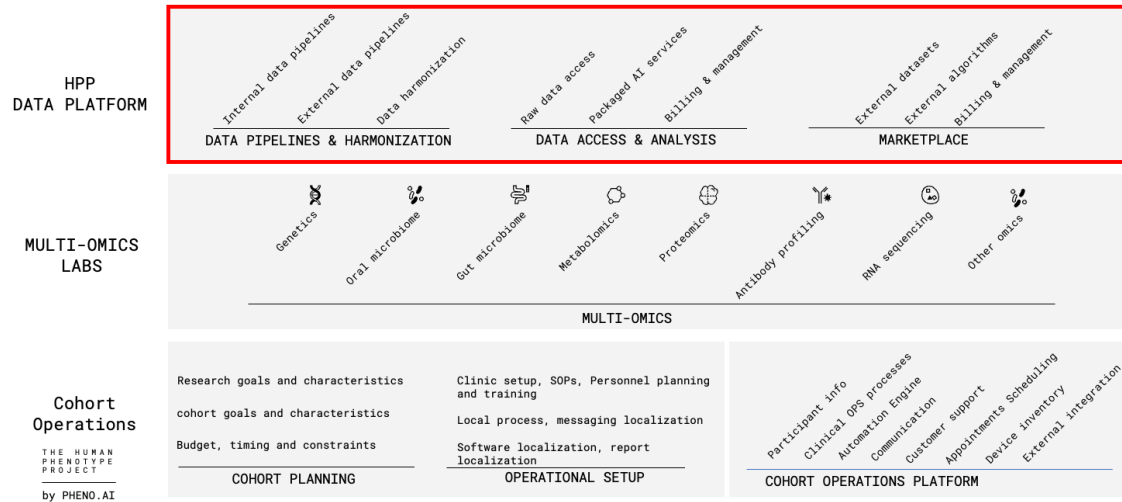 HPP
DATA PLATFORM
Internal data pipelines
External data pipelines
Data harmonization
DATA PIPELINES & HARMONIZATION
Raw data access
Packaged AI services
Billing & management
DATA ACCESS & ANALYSIS
External datasets
External algorithms
Billing & management
MARKETPLACE
MULTI-OMICS
LABS
Genetics
Oral microbiome
Gut microbiome
Metabolomics
Proteomics
Antibody profiling
RNA sequencing
Other omics
MULTI-OMICS
Cohort
Operations
THE HUMAN
PHENOTYPE
PROJECT
by PHENO.AI
Research goals and characteristics
cohort goals and characteristics
Budget, timing and constraints
COHORT PLANNING
Clinic setup, SOPs, Personnel planning
and training
Local process, messaging localization
Software localization, report
localization
OPERATIONAL SETUP
Participant info
Clinical OPS processes
Automation Engine
Communication
Customer support
Appointments Scheduling
Device inventory
External integration
COHORT OPERATIONS PLATFORM